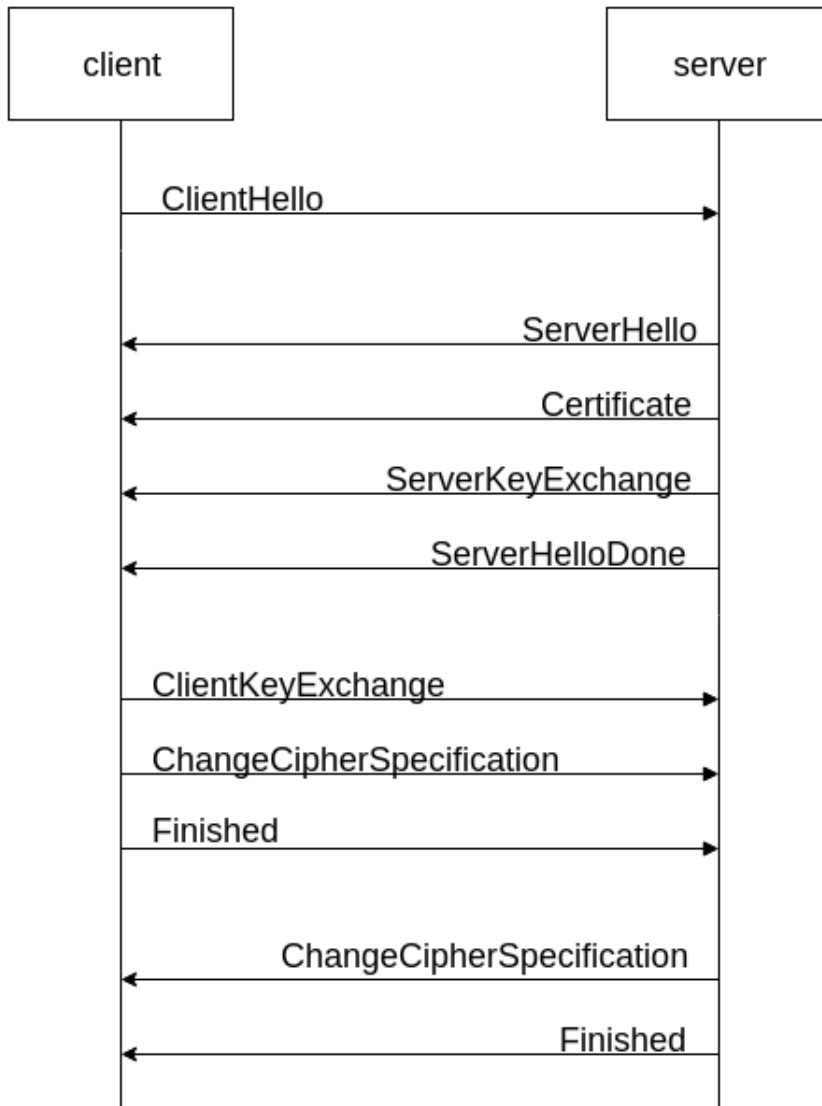 client
server
ClientHello
ServerHello
Certificate
ServerKeyExchange
ServerHelloDone
ClientKeyExchange
ChangeCipherSpecification
Finished
ChangeCipherSpecification
Finished